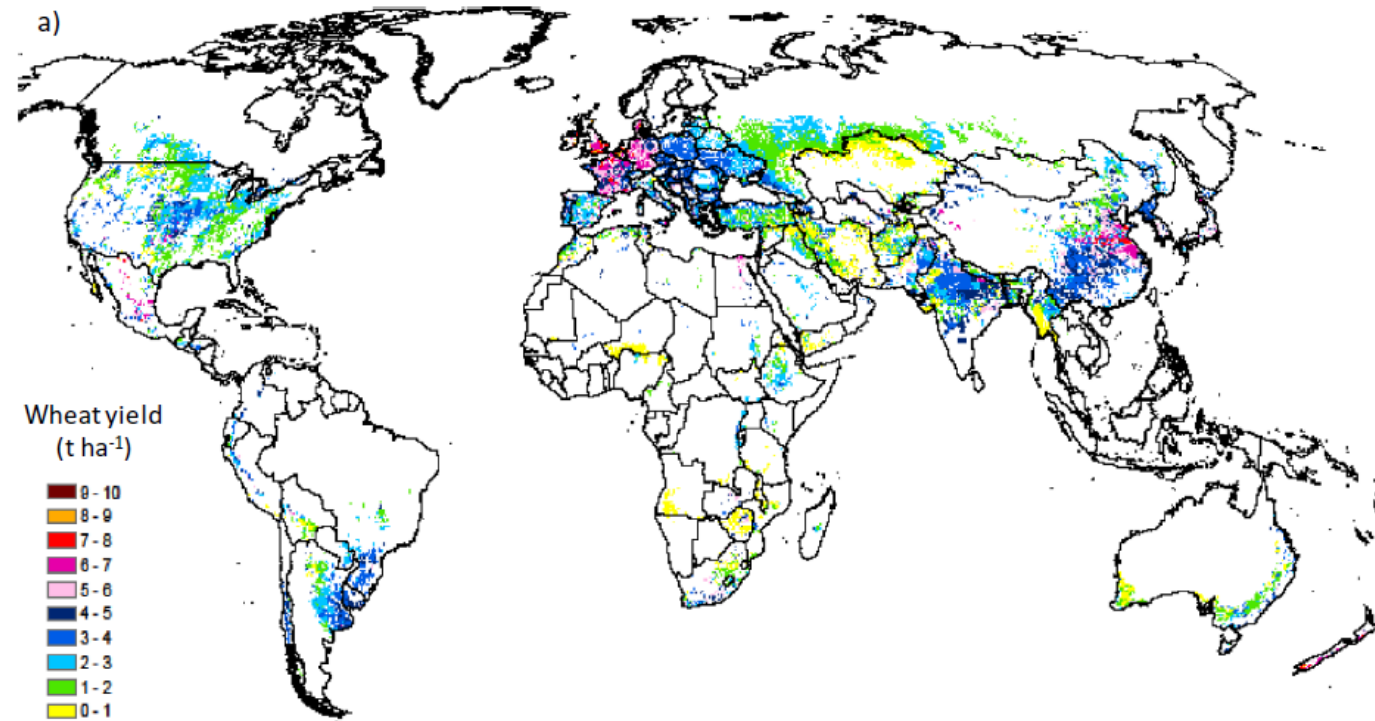 a)
Wheat yield
(t ha⁻¹)
9 - 10
8 - 9
7 - 8
6 - 7
5 - 6
4 - 5
3 - 4
2 - 3
1 - 2
0 - 1